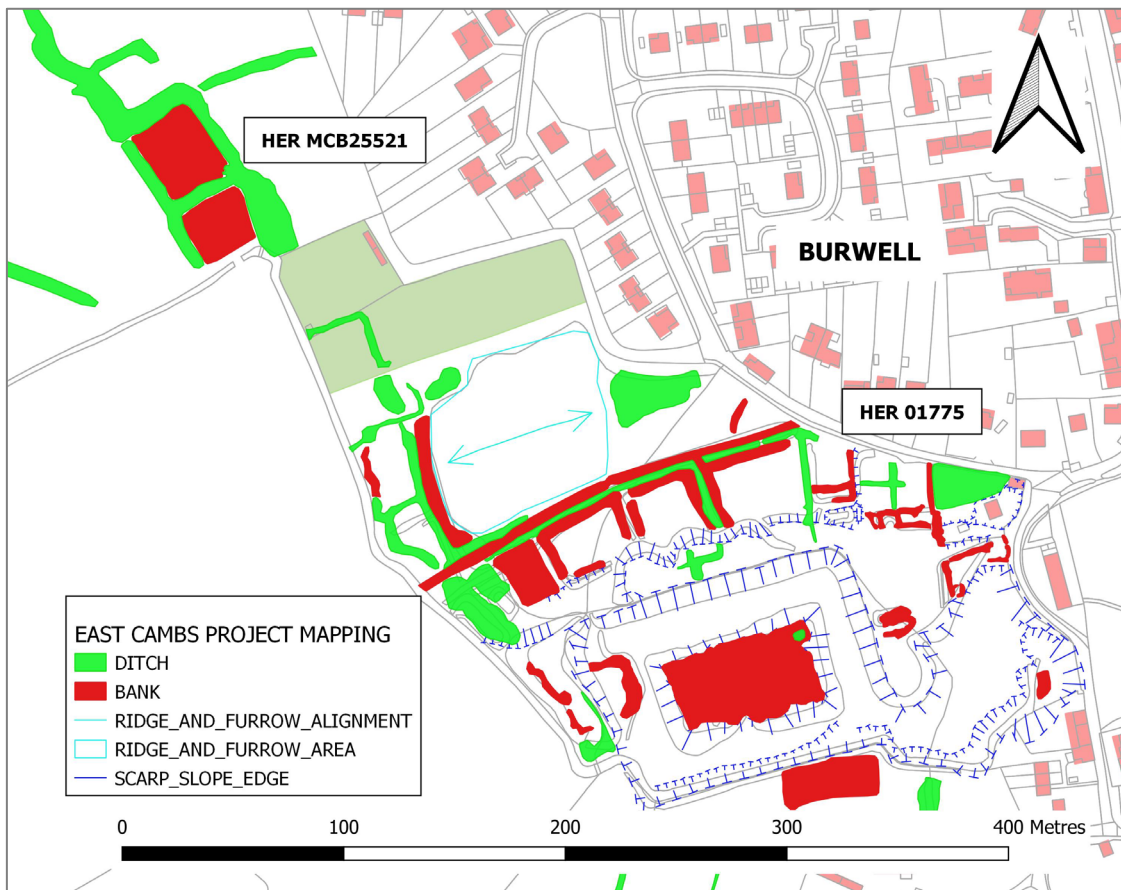 HER MCB25521
BURWELL
HER 01775
EAST CAMBS PROJECT MAPPING
DITCH
BANK
RIDGE_AND_FURROW_ALIGNMENT
RIDGE_AND_FURROW_AREA
SCARP_SLOPE_EDGE
0 100 200 300 400 Metres